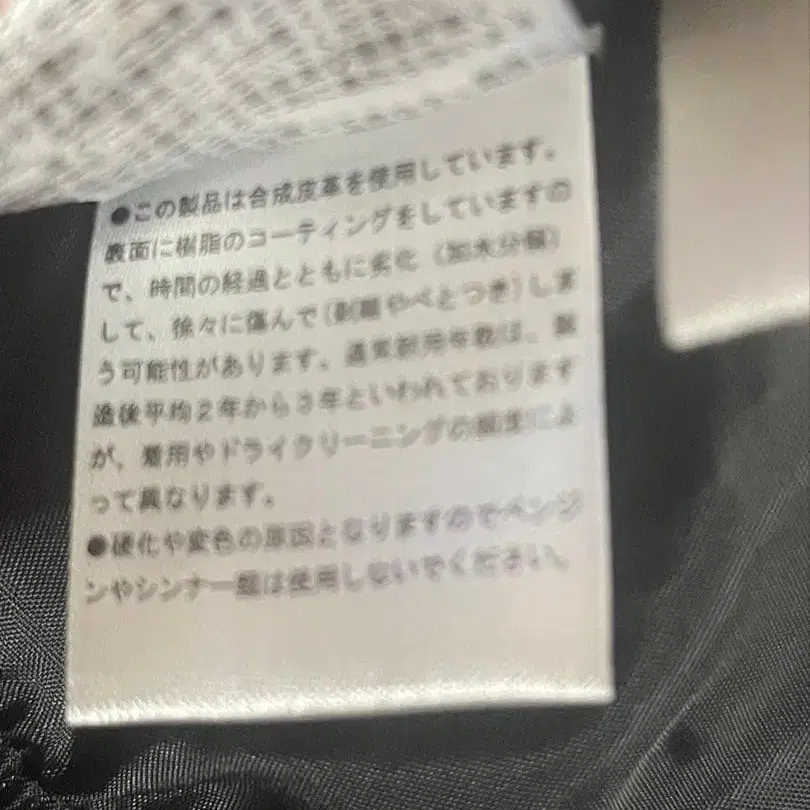 ●この製品は合成皮革を使用しています。
表面に樹脂のコーティングをしていますの
で、時間の経過とともに劣化（加水分解）
して、徐々に傷んで(剥離やべとつき)しま
う可能性があります。通常耐用年数は、製
造後平均2年から3年といわれております
が、着用やドライクリーニングの頻度によ
って異なります。
●硬化や変色の原因となりますのでベンジ
ンやシンナー類は使用しないでください。